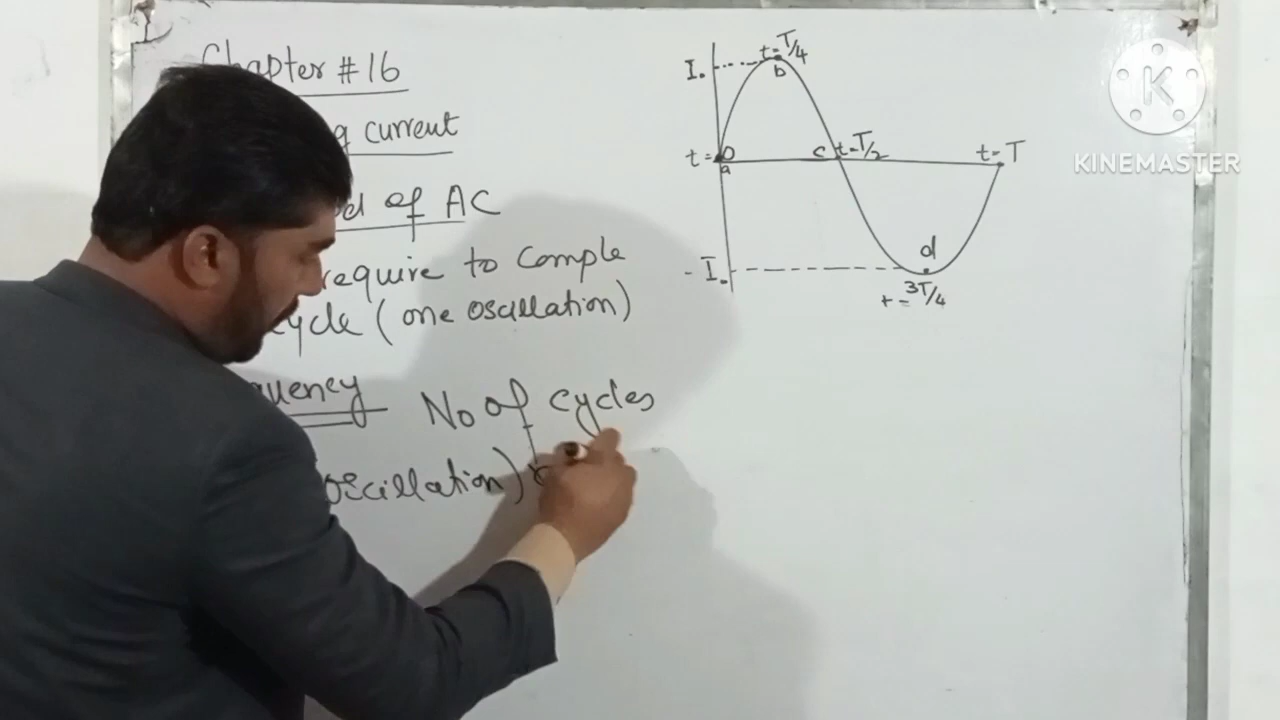 Chapter #16
current
of AC
require to comple
cycle (one oscillation)
No of cycles
oscillation)
t=T/4
I.
b
t=0
a
c t=T/2
t=T
d
-I.
t=3T/4
K
KINEMASTER